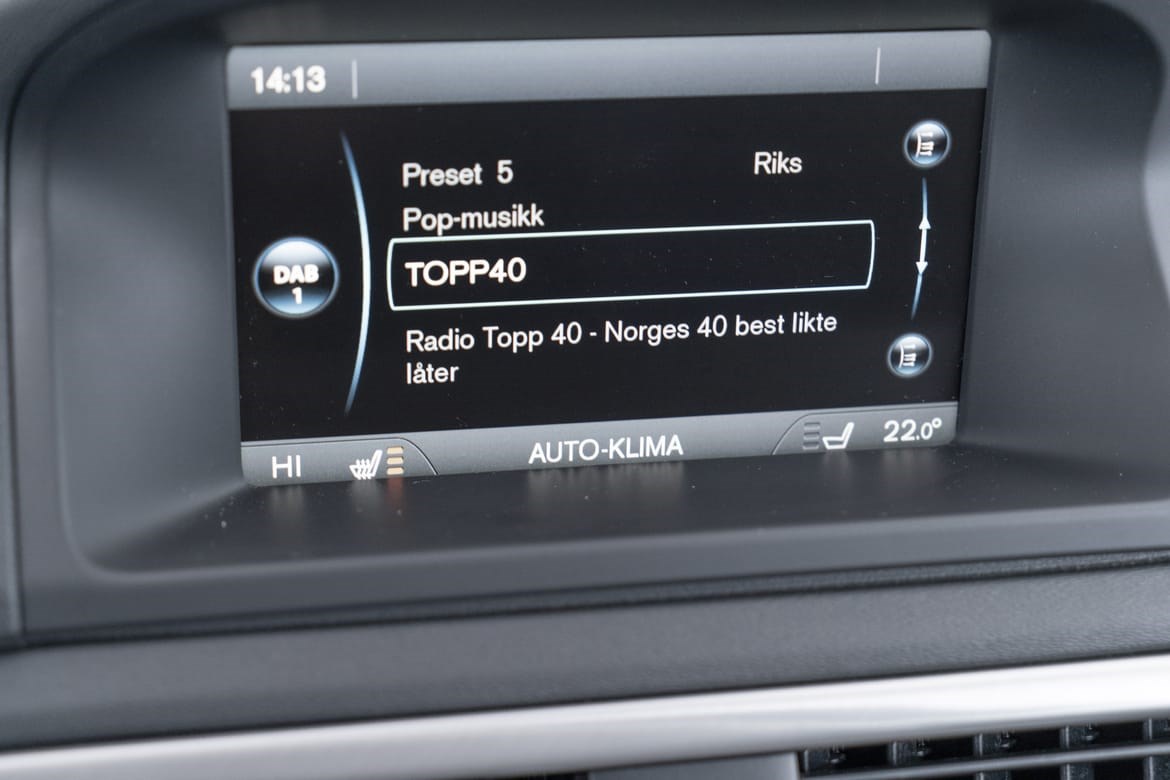 14:13
Preset 5 Riks
Pop-musikk
DAB
1
TOPP40
Radio Topp 40 - Norges 40 best likte
låter
HI AUTO-KLIMA 22.0°